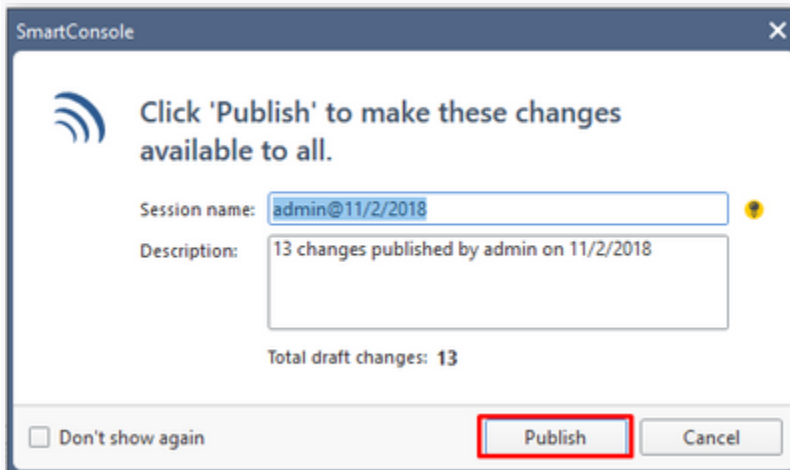 SmartConsole
Click 'Publish' to make these changes
available to all.
Session name: admin@11/2/2018
Description: 13 changes published by admin on 11/2/2018
Total draft changes: 13
Don't show again
Publish
Cancel